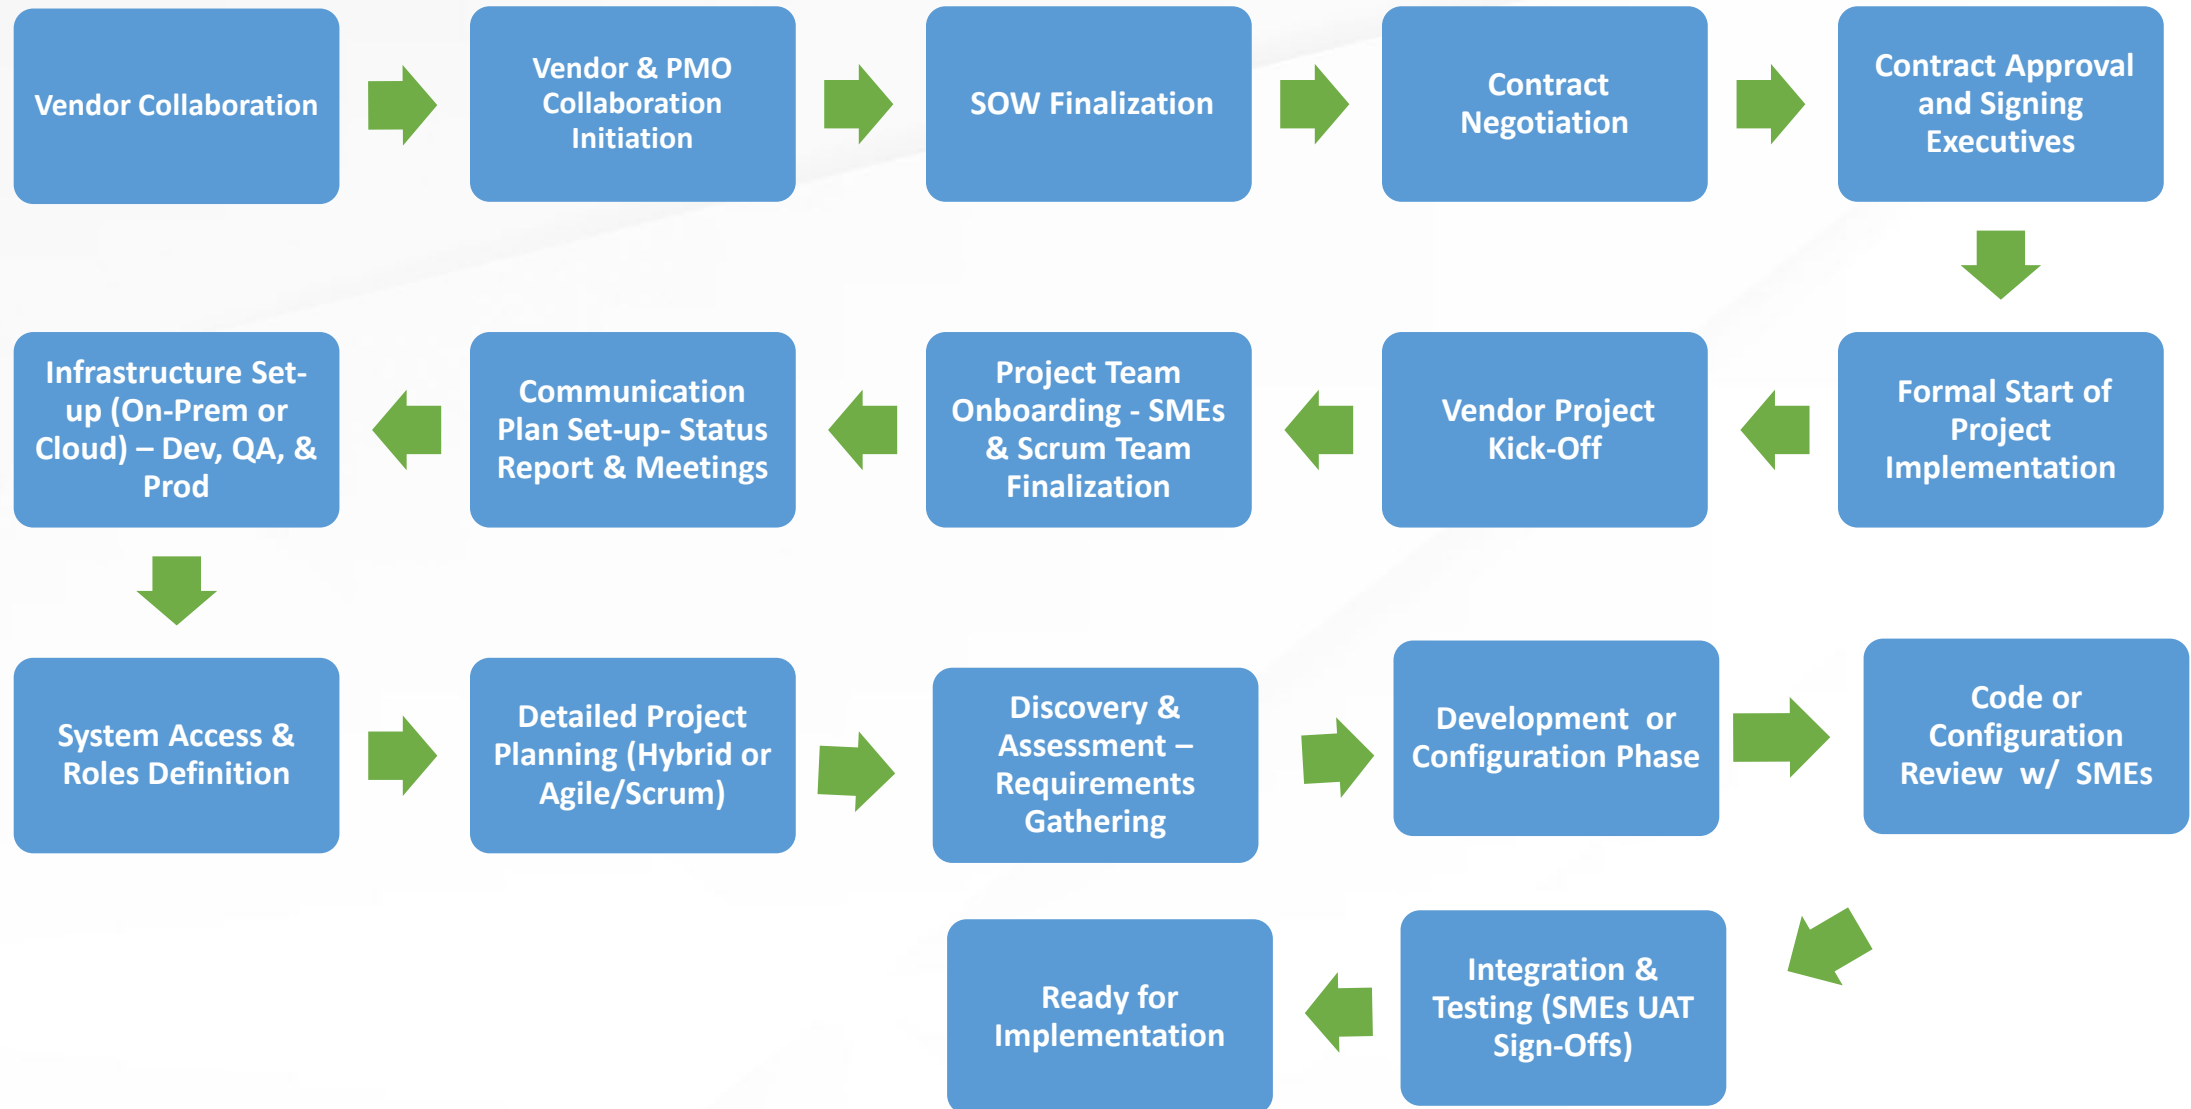 Vendor Collaboration
Vendor & PMO
Collaboration
Initiation
SOW Finalization
Contract
Negotiation
Contract Approval
and Signing
Executives
Formal Start of
Project
Implementation
Vendor Project
Kick-Off
Project Team
Onboarding - SMEs
& Scrum Team
Finalization
Communication
Plan Set-up- Status
Report & Meetings
Infrastructure Set-
up (On-Prem or
Cloud) – Dev, QA, &
Prod
System Access &
Roles Definition
Detailed Project
Planning (Hybrid or
Agile/Scrum)
Discovery &
Assessment –
Requirements
Gathering
Development or
Configuration Phase
Code or
Configuration
Review w/ SMEs
Integration &
Testing (SMEs UAT
Sign-Offs)
Ready for
Implementation